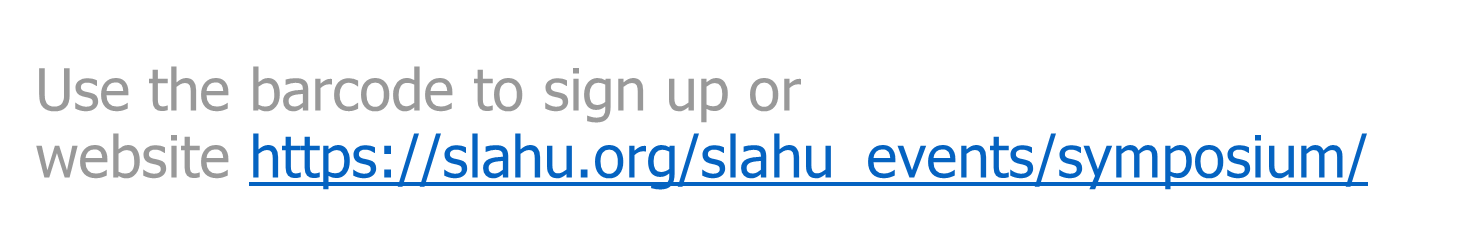 Use the barcode to sign up or
website https://slahu.org/slahu_events/symposium/